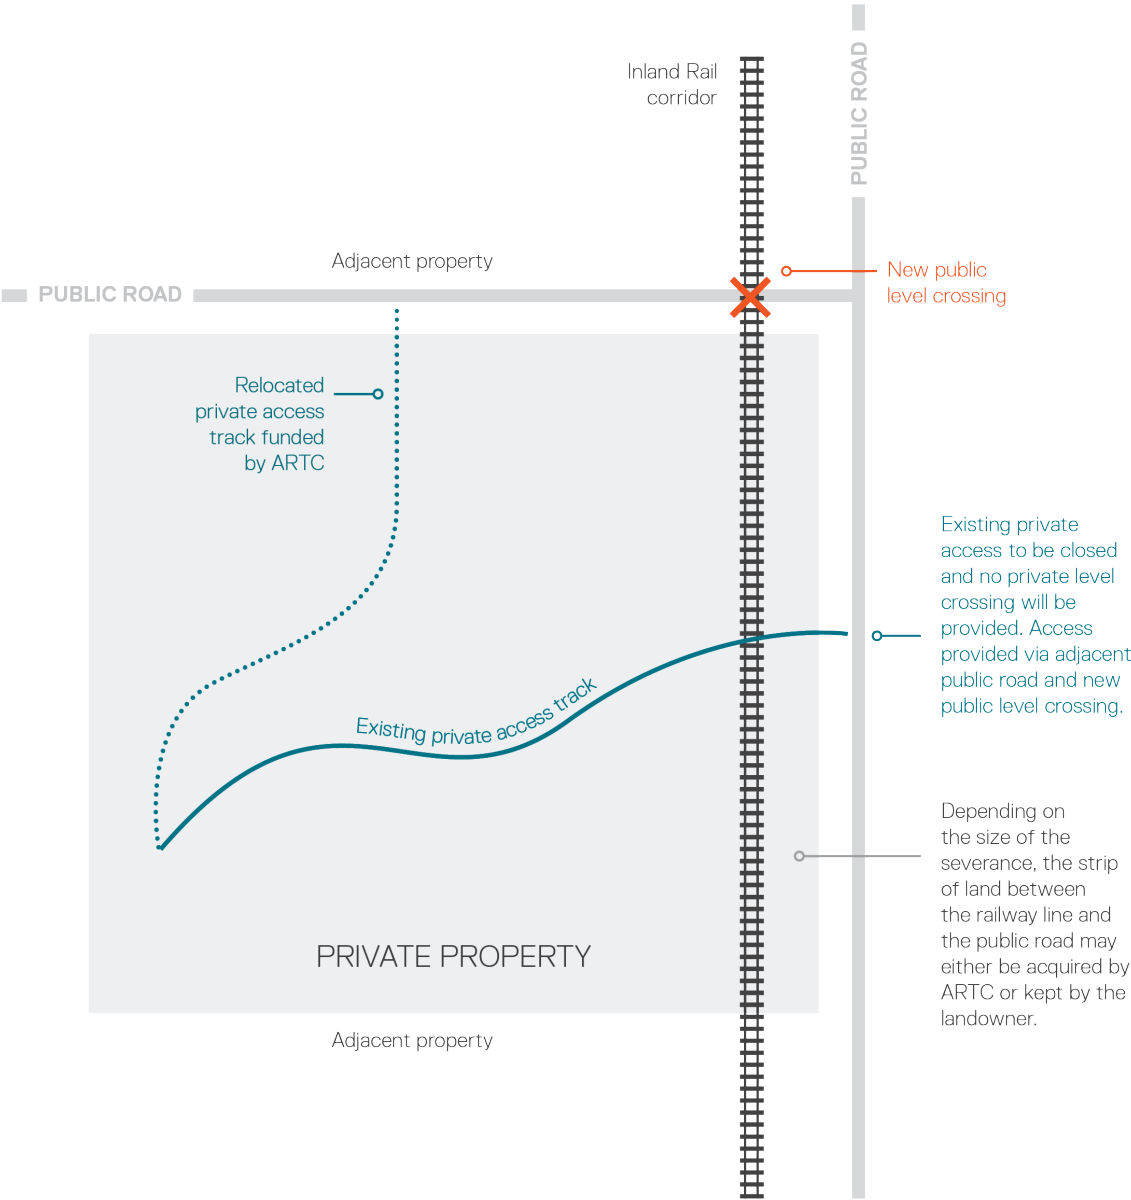 PUBLIC ROAD
Inland Rail
corridor
Adjacent property
New public
level crossing
PUBLIC ROAD
Relocated
private access
track funded
by ARTC
Existing private
access to be closed
and no private level
crossing will be
provided. Access
provided via adjacent
public road and new
public level crossing.
Existing private access track
Depending on
the size of the
severance, the strip
of land between
the railway line and
the public road may
either be acquired by
ARTC or kept by the
landowner.
PRIVATE PROPERTY
Adjacent property